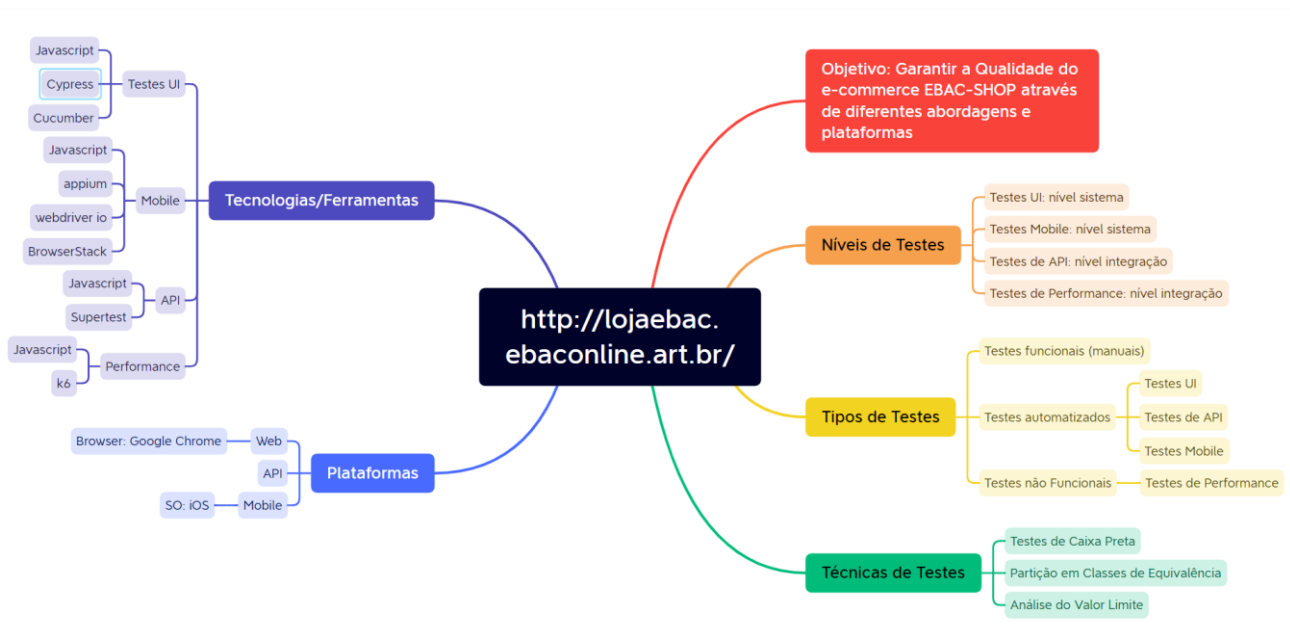 http://lojaebac.
ebaconline.art.br/
Objetivo: Garantir a Qualidade do
e-commerce EBAC-SHOP através
de diferentes abordagens e
plataformas
Níveis de Testes
Testes UI: nível sistema
Testes Mobile: nível sistema
Testes de API: nível integração
Testes de Performance: nível integração
Tipos de Testes
Testes funcionais (manuais)
Testes automatizados
Testes UI
Testes de API
Testes Mobile
Testes não Funcionais
Testes de Performance
Técnicas de Testes
Testes de Caixa Preta
Partição em Classes de Equivalência
Análise do Valor Limite
Tecnologias/Ferramentas
Testes UI
Javascript
Cypress
Cucumber
Mobile
Javascript
appium
webdriver io
BrowserStack
API
Javascript
Supertest
Performance
Javascript
k6
Plataformas
Web
Browser: Google Chrome
API
Mobile
SO: iOS